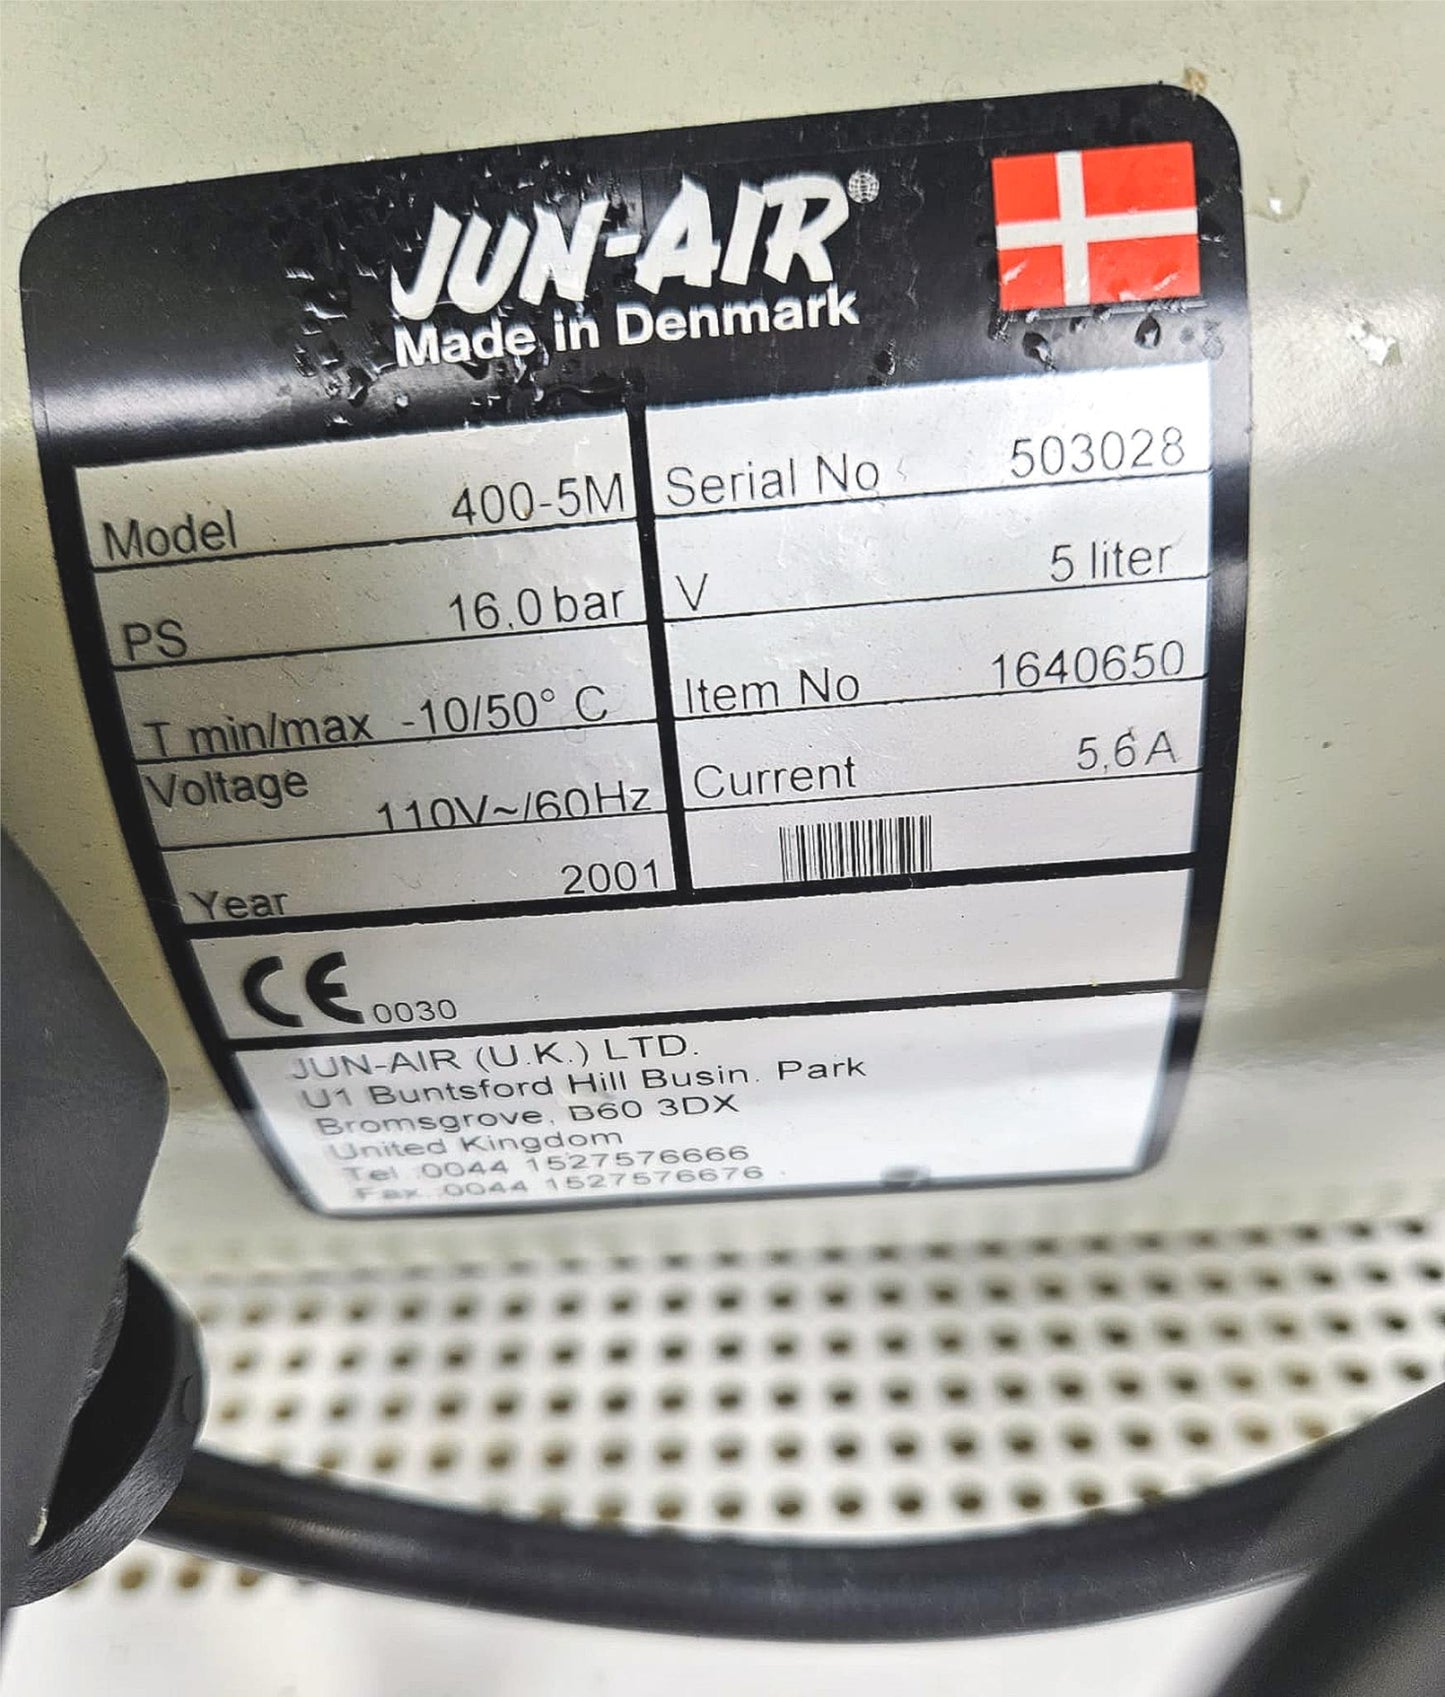 JUN-AIR®
Made in Denmark
Model 400-5M
Serial No 503028
PS 16.0 bar
V 5 liter
T min/max -10/50° C
Item No 1640650
Voltage 110V~/60Hz
Current 5,6 A
Year 2001
CE 0030
JUN-AIR (U.K.) LTD.
U1 Buntsford Hill Busin. Park
Bromsgrove, B60 3DX
United Kingdom
Tel :0044 1527576666
Fax :0044 1527576676